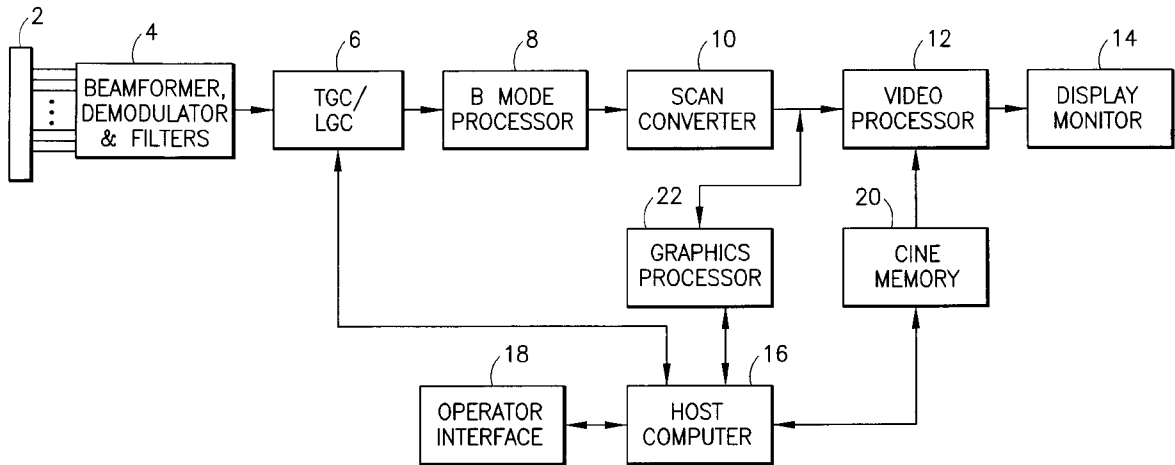 2
4
6
8
10
12
14
BEAMFORMER,
DEMODULATOR
& FILTERS
TGC/
LGC
B MODE
PROCESSOR
SCAN
CONVERTER
VIDEO
PROCESSOR
DISPLAY
MONITOR
22
20
GRAPHICS
PROCESSOR
CINE
MEMORY
18
16
OPERATOR
INTERFACE
HOST
COMPUTER